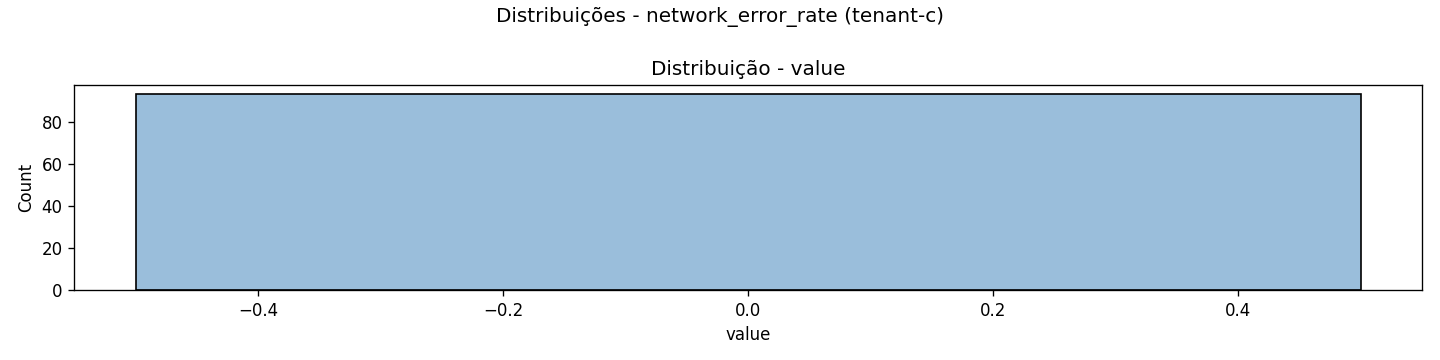 Distribuições - network_error_rate (tenant-c)
Distribuição - value
Count
80
60
40
20
0
−0.4 −0.2 0.0 0.2 0.4
value